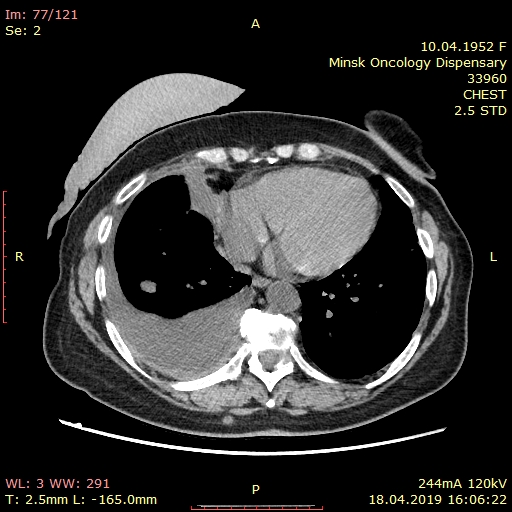 Im: 77/121
Se: 2
A
10.04.1952 F
Minsk Oncology Dispensary
33960
CHEST
2.5 STD
R
L
WL: 3 WW: 291
T: 2.5mm L: -165.0mm
P
244mA 120kV
18.04.2019 16:06:22